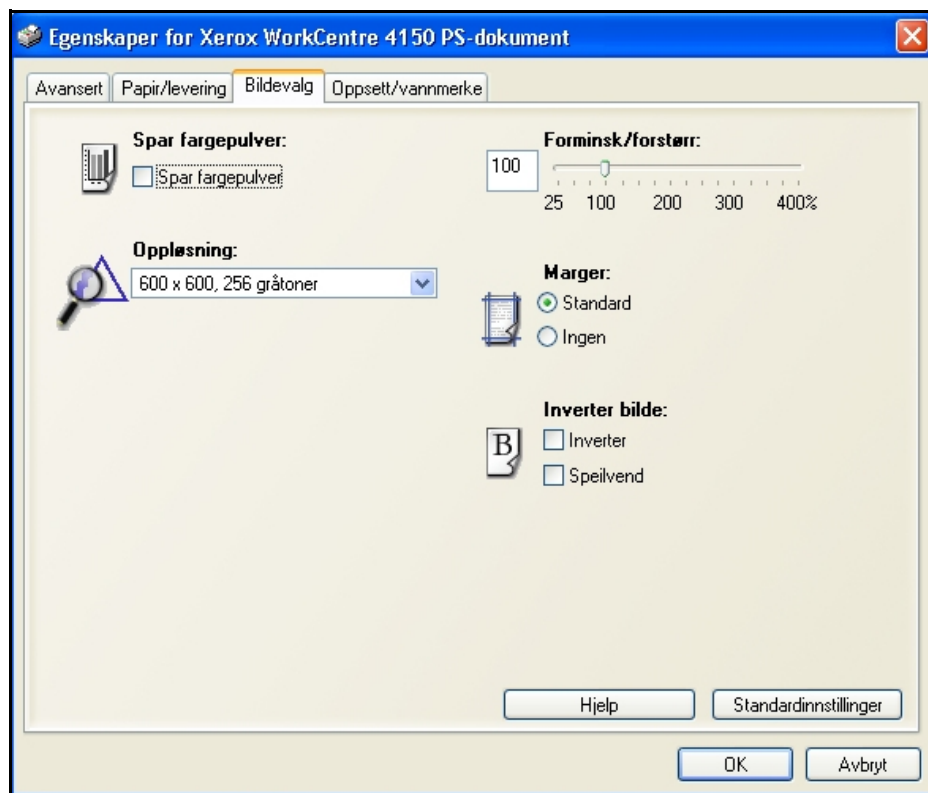 Egenskaper for Xerox WorkCentre 4150 PS-dokument
Avansert Papir/levering Bildevalg Oppsett/vannmerke
Spar fargepulver:
Spar fargepulver
Oppløsning:
600 x 600, 256 gråtoner
Forminsk/forstørr:
100
25 100 200 300 400%
Marger:
Standard
Ingen
Inverter bilde:
B
Inverter
Speilvend
Hjelp Standardinnstillinger
OK Avbryt